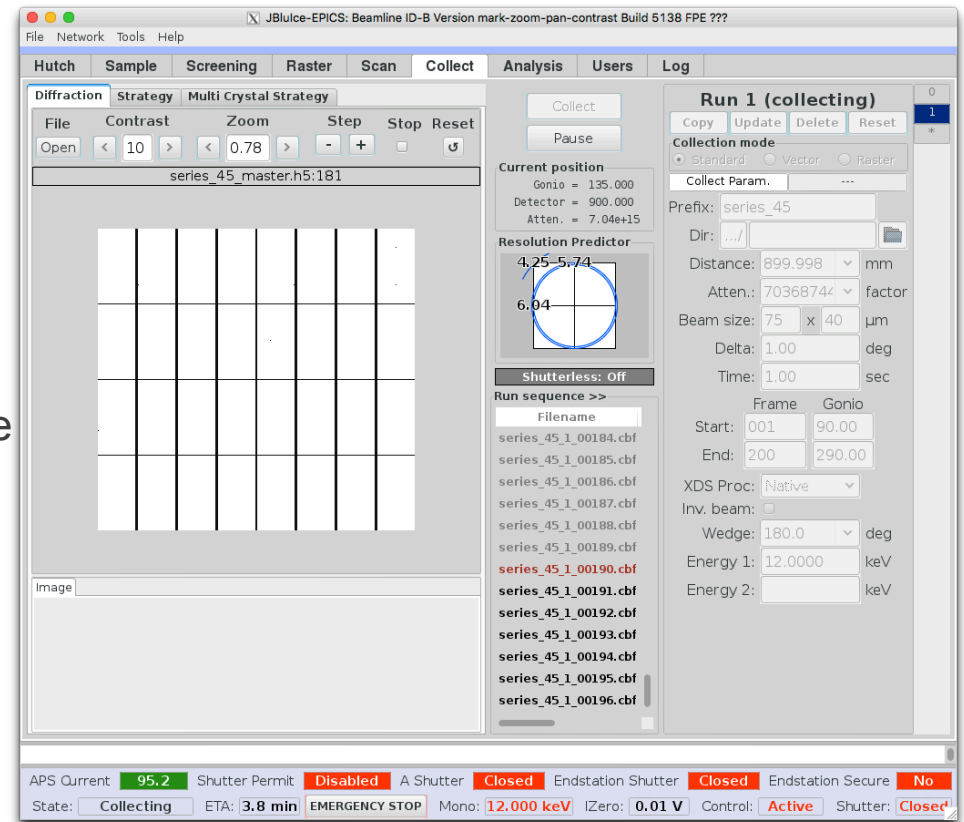 JBluIce-EPICS: Beamline ID-B Version mark-zoom-pan-contrast Build 5138 FPE ???
File Network Tools Help
Hutch Sample Screening Raster Scan Collect Analysis Users Log
Diffraction Strategy Multi Crystal Strategy
File Contrast Zoom Step Stop Reset
Open < 10 > < 0.78 > - + ↺
series_45_master.h5:181
Image
e
Collect
Pause
Current position
Gonio = 135.000
Detector = 900.000
Atten. = 7.04e+15
Resolution Predictor
4.25 5.74
6.04
Shutterless: Off
Run sequence >>
Filename
series_45_1_00184.cbf
series_45_1_00185.cbf
series_45_1_00186.cbf
series_45_1_00187.cbf
series_45_1_00188.cbf
series_45_1_00189.cbf
series_45_1_00190.cbf
series_45_1_00191.cbf
series_45_1_00192.cbf
series_45_1_00193.cbf
series_45_1_00194.cbf
series_45_1_00195.cbf
series_45_1_00196.cbf
Run 1 (collecting)
Copy Update Delete Reset
Collection mode
Standard Vector Raster
Collect Param. ---
Prefix: series_45
Dir: .../
Distance: 899.998 mm
Atten.: 70368744 factor
Beam size: 75 x 40 µm
Delta: 1.00 deg
Time: 1.00 sec
Frame Gonio
Start: 001 90.00
End: 200 290.00
XDS Proc: Native
Inv. beam:
Wedge: 180.0 deg
Energy 1: 12.0000 keV
Energy 2: keV
0
1
*
APS Current 95.2 Shutter Permit Disabled A Shutter Closed Endstation Shutter Closed Endstation Secure No
State: Collecting ETA: 3.8 min EMERGENCY STOP Mono: 12.000 keV IZero: 0.01 V Control: Active Shutter: Closed